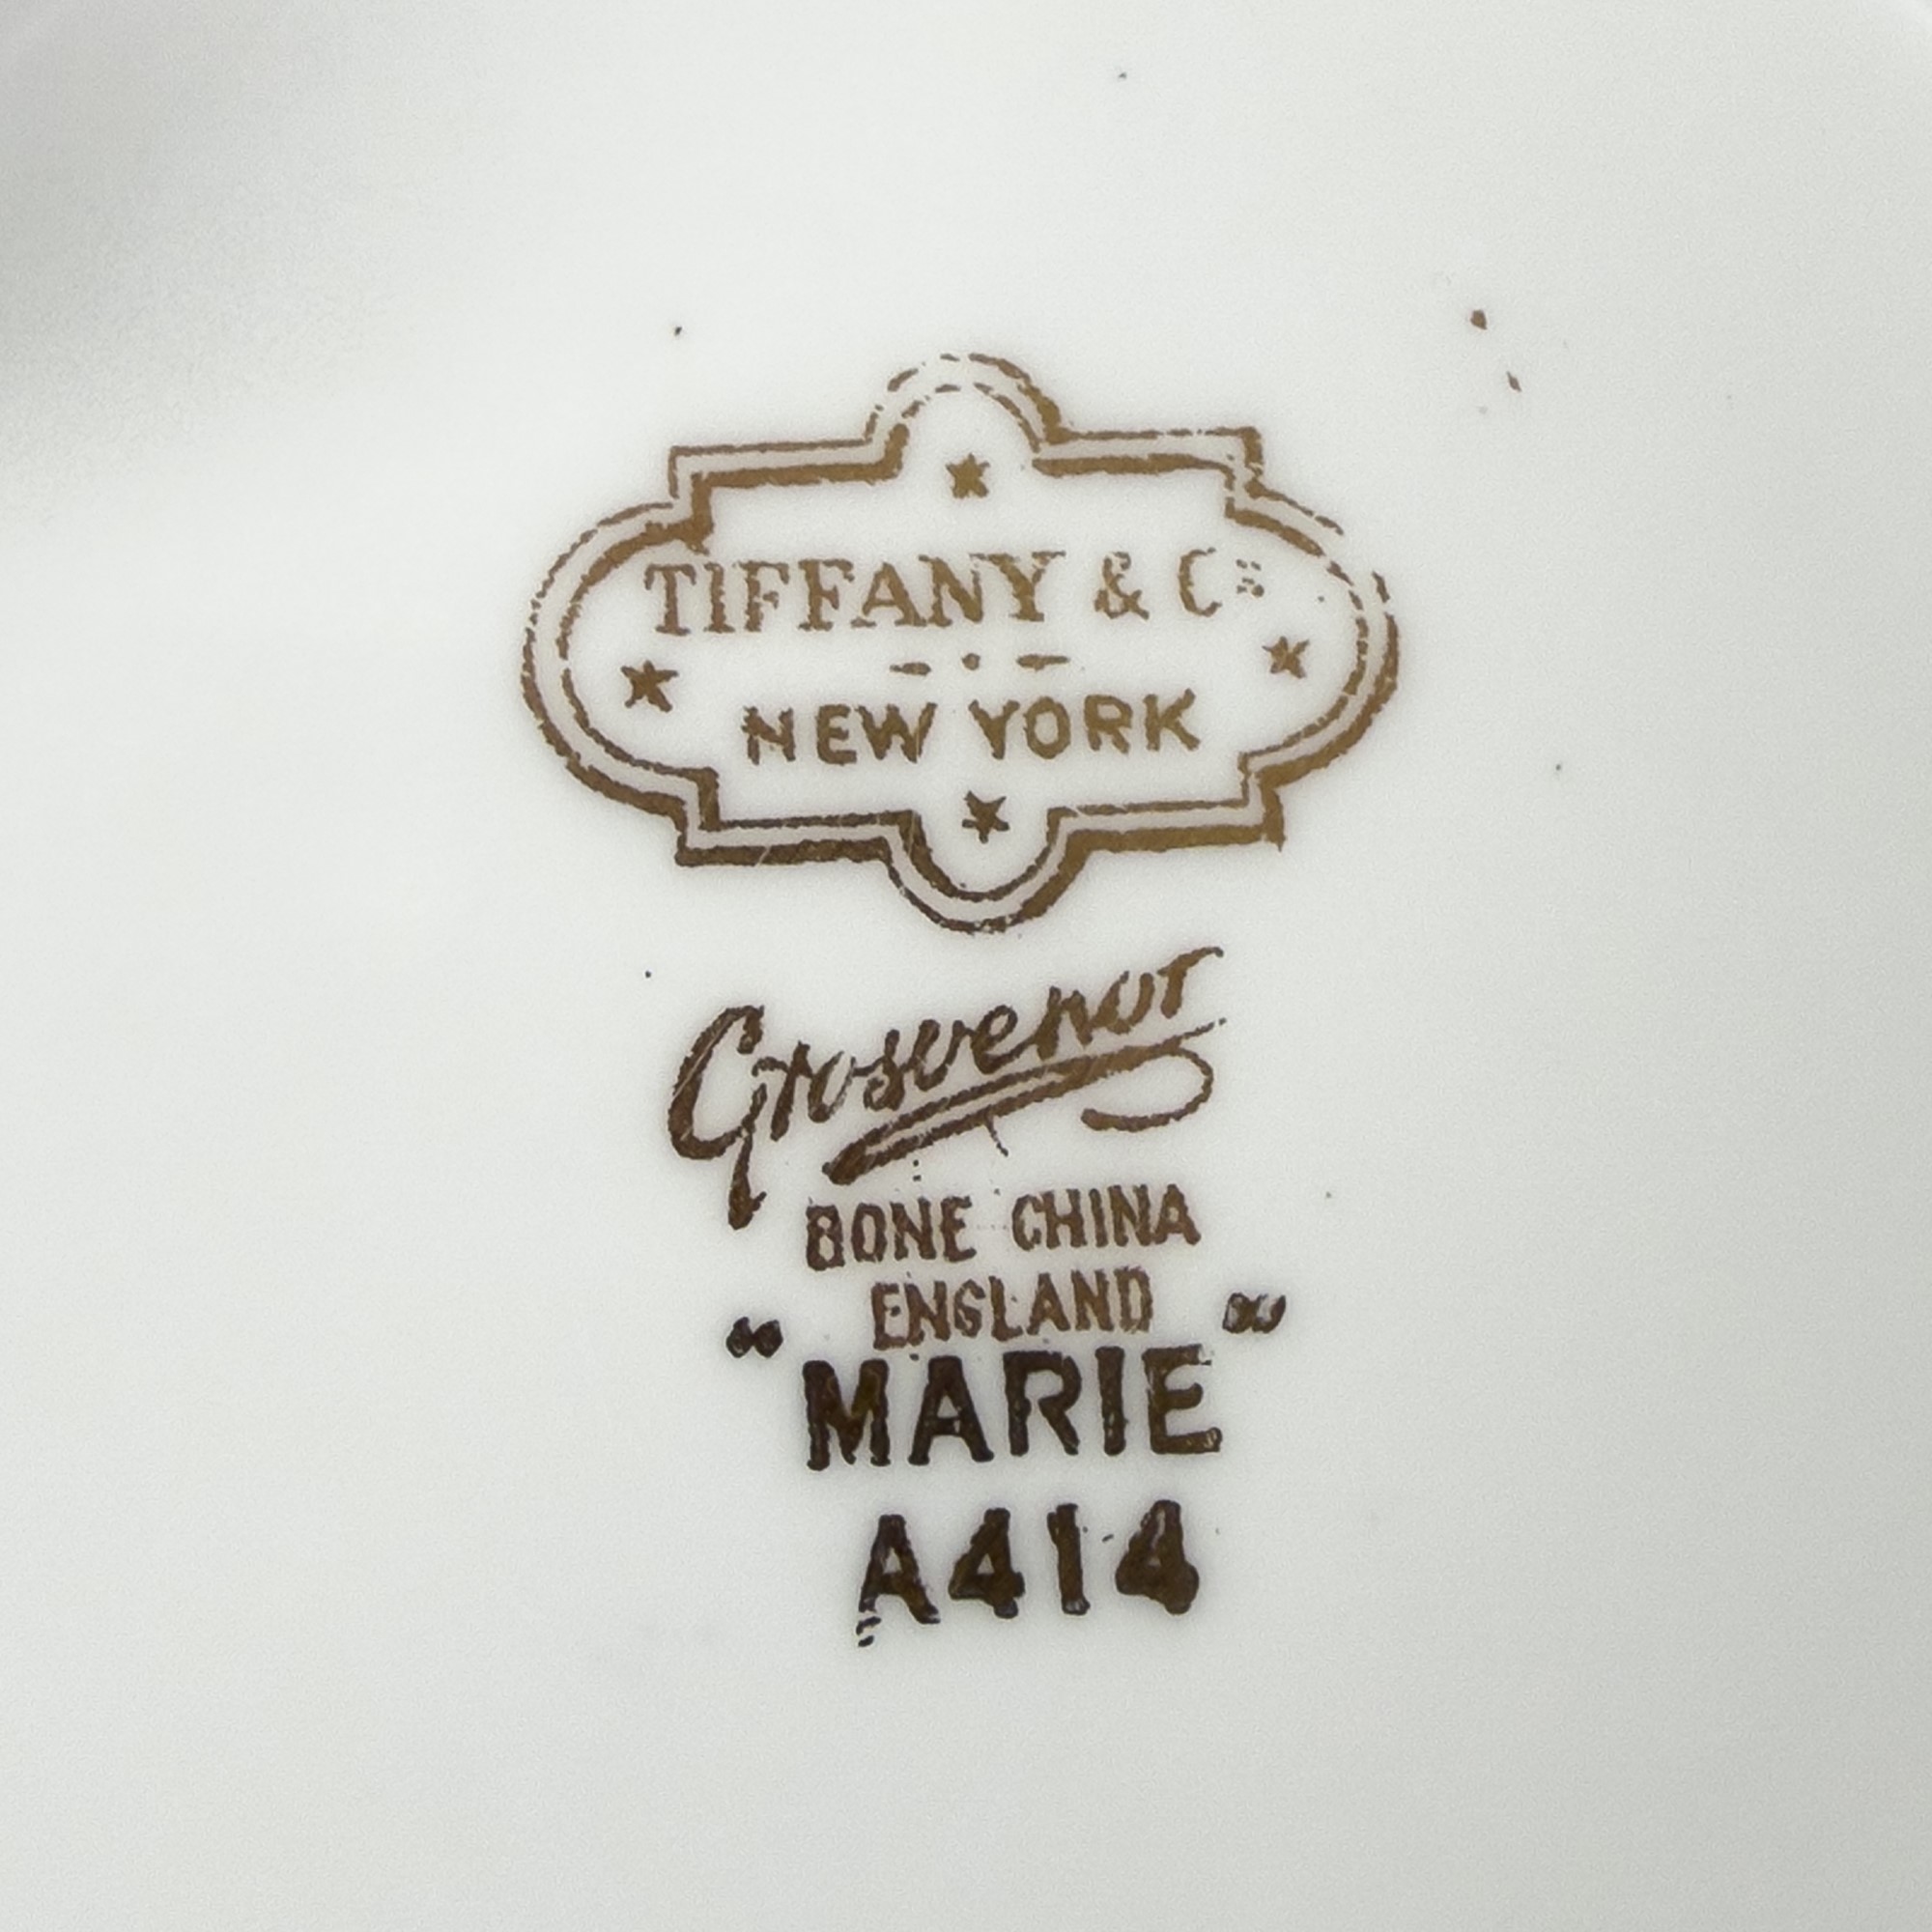 TIFFANY & Co
NEW YORK
Grosvenor
BONE CHINA
ENGLAND
"MARIE"
A414